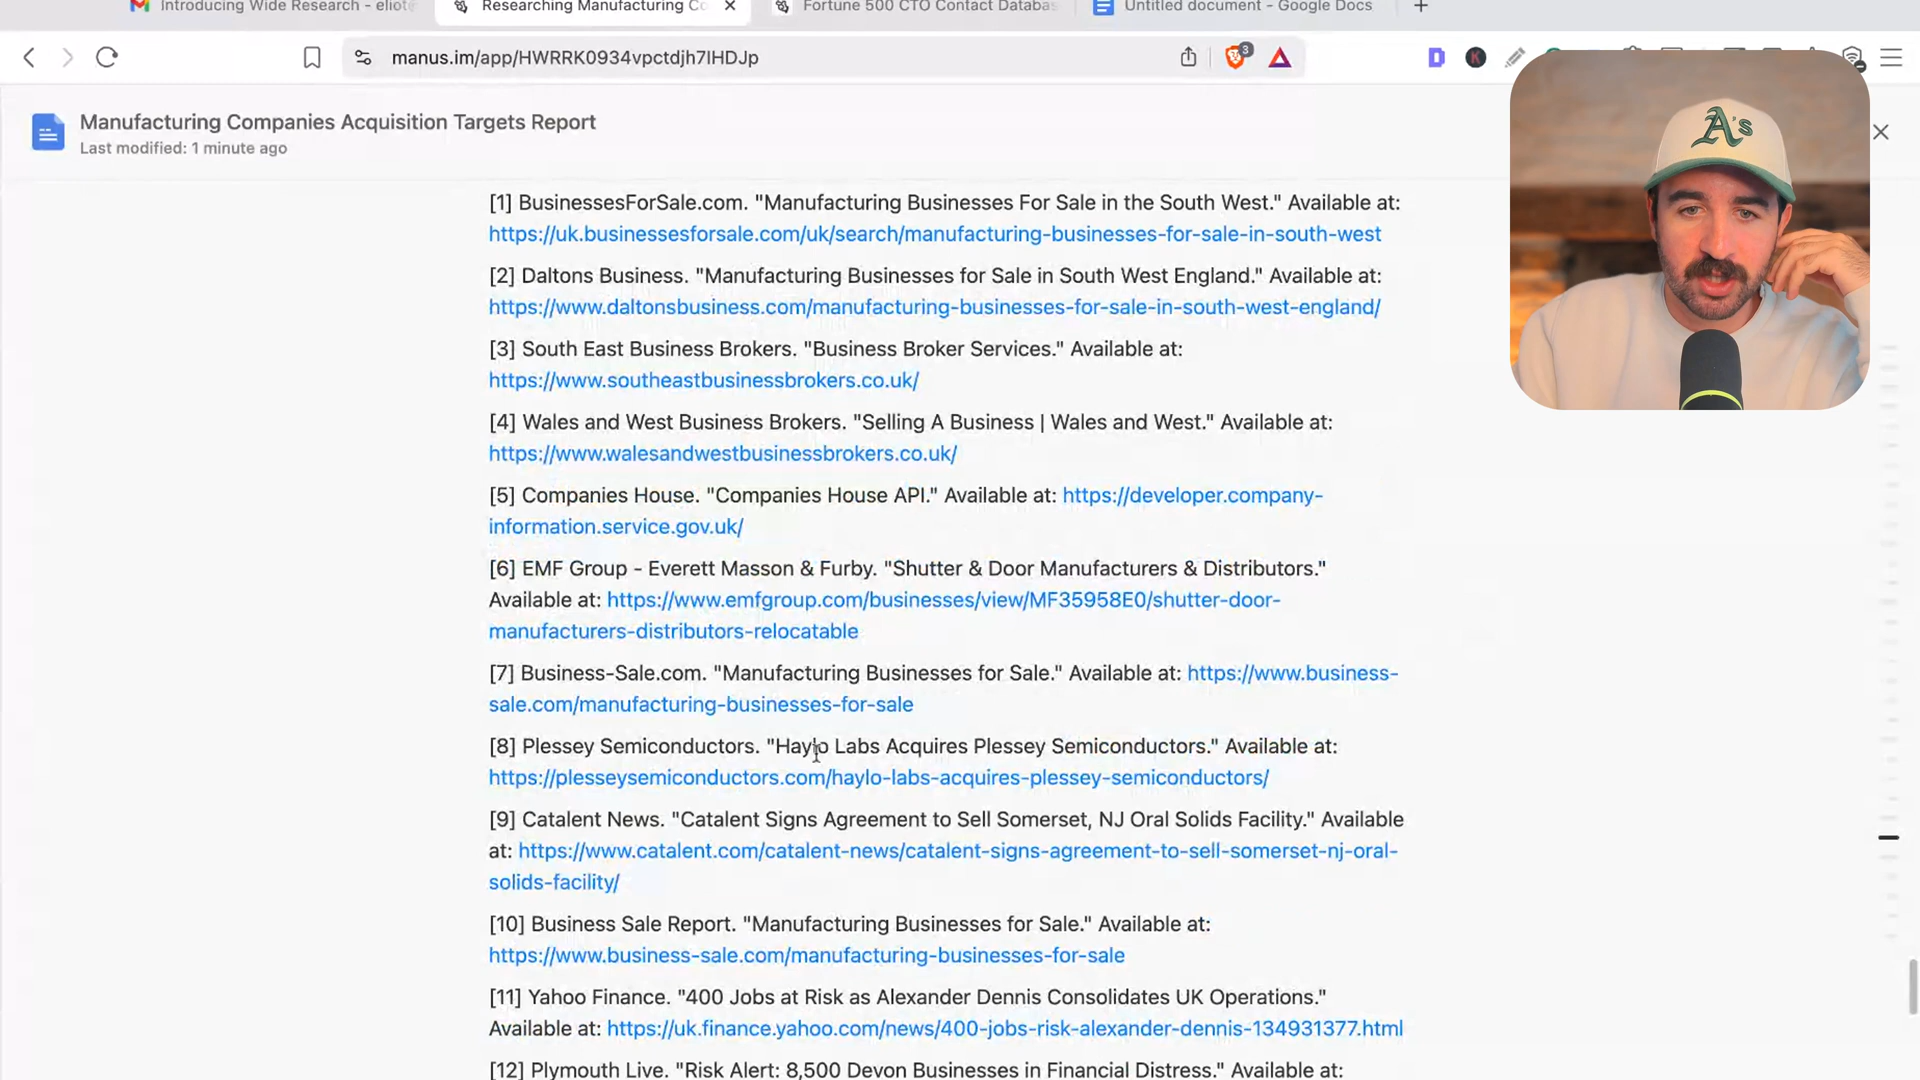 Introducing Wide Research - eliot
Researching Manufacturing Co
Fortune 500 CTO Contact Databas
Untitled document - Google Docs
manus.im/app/HWRRK0934vpctdjh7lHDJp
3
D
K
A's
Manufacturing Companies Acquisition Targets Report
Last modified: 1 minute ago
[1] BusinessesForSale.com. "Manufacturing Businesses For Sale in the South West." Available at:
https://uk.businessesforsale.com/uk/search/manufacturing-businesses-for-sale-in-south-west
[2] Daltons Business. "Manufacturing Businesses for Sale in South West England." Available at:
https://www.daltonsbusiness.com/manufacturing-businesses-for-sale-in-south-west-england/
[3] South East Business Brokers. "Business Broker Services." Available at:
https://www.southeastbusinessbrokers.co.uk/
[4] Wales and West Business Brokers. "Selling A Business | Wales and West." Available at:
https://www.walesandwestbusinessbrokers.co.uk/
[5] Companies House. "Companies House API." Available at: https://developer.company-
information.service.gov.uk/
[6] EMF Group - Everett Masson & Furby. "Shutter & Door Manufacturers & Distributors."
Available at: https://www.emfgroup.com/businesses/view/MF35958E0/shutter-door-
manufacturers-distributors-relocatable
[7] Business-Sale.com. "Manufacturing Businesses for Sale." Available at: https://www.business-
sale.com/manufacturing-businesses-for-sale
[8] Plessey Semiconductors. "Haylo Labs Acquires Plessey Semiconductors." Available at:
https://plesseysemiconductors.com/haylo-labs-acquires-plessey-semiconductors/
[9] Catalent News. "Catalent Signs Agreement to Sell Somerset, NJ Oral Solids Facility." Available
at: https://www.catalent.com/catalent-news/catalent-signs-agreement-to-sell-somerset-nj-oral-
solids-facility/
[10] Business Sale Report. "Manufacturing Businesses for Sale." Available at:
https://www.business-sale.com/manufacturing-businesses-for-sale
[11] Yahoo Finance. "400 Jobs at Risk as Alexander Dennis Consolidates UK Operations."
Available at: https://uk.finance.yahoo.com/news/400-jobs-risk-alexander-dennis-134931377.html
[12] Plymouth Live. "Risk Alert: 8,500 Devon Businesses in Financial Distress." Available at: